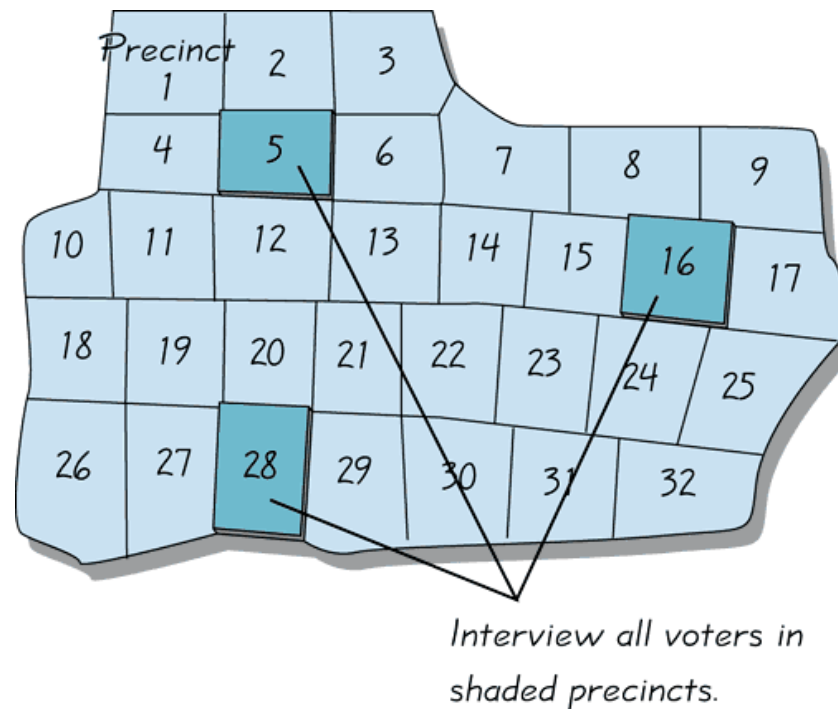 Precinct
1 2 3
4 5 6 7 8 9
10 11 12 13 14 15 16 17
18 19 20 21 22 23 24 25
26 27 28 29 30 31 32
Interview all voters in
shaded precincts.